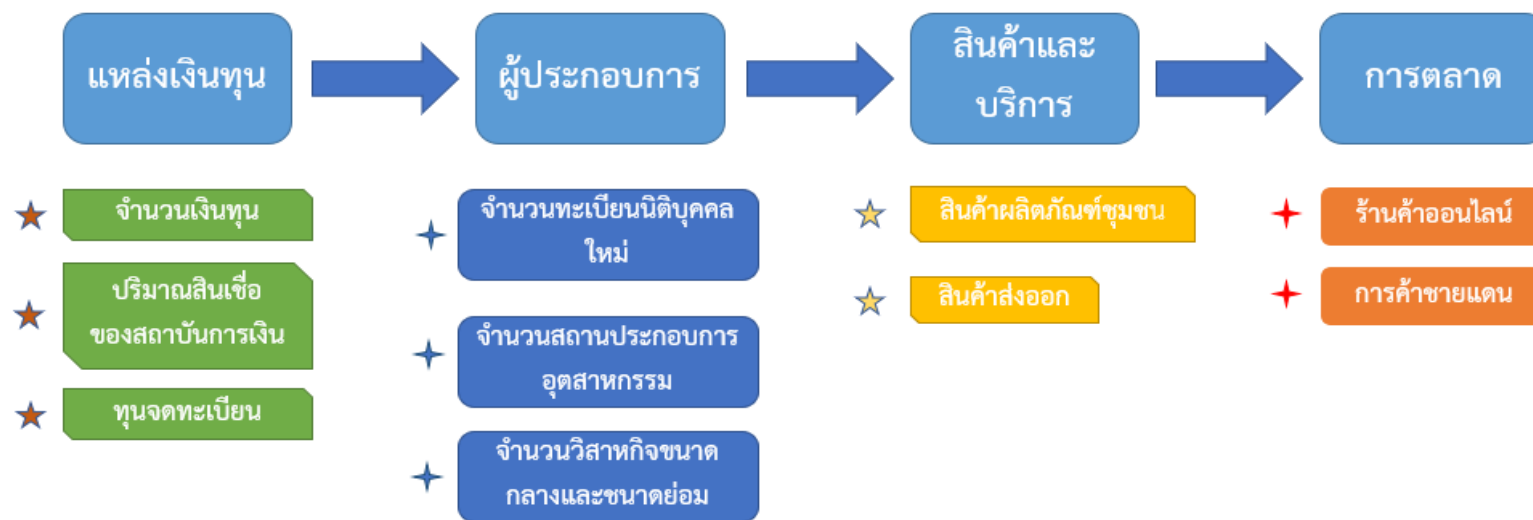 แหล่งเงินทุน
ผู้ประกอบการ
สินค้าและ
บริการ
การตลาด
จำนวนเงินทุน
ปริมาณสินเชื่อ
ของสถาบันการเงิน
ทุนจดทะเบียน
จำนวนทะเบียนนิติบุคคล
ใหม่
จำนวนสถานประกอบการ
อุตสาหกรรม
จำนวนวิสาหกิจขนาด
กลางและขนาดย่อม
สินค้าผลิตภัณฑ์ชุมชน
สินค้าส่งออก
ร้านค้าออนไลน์
การค้าชายแดน